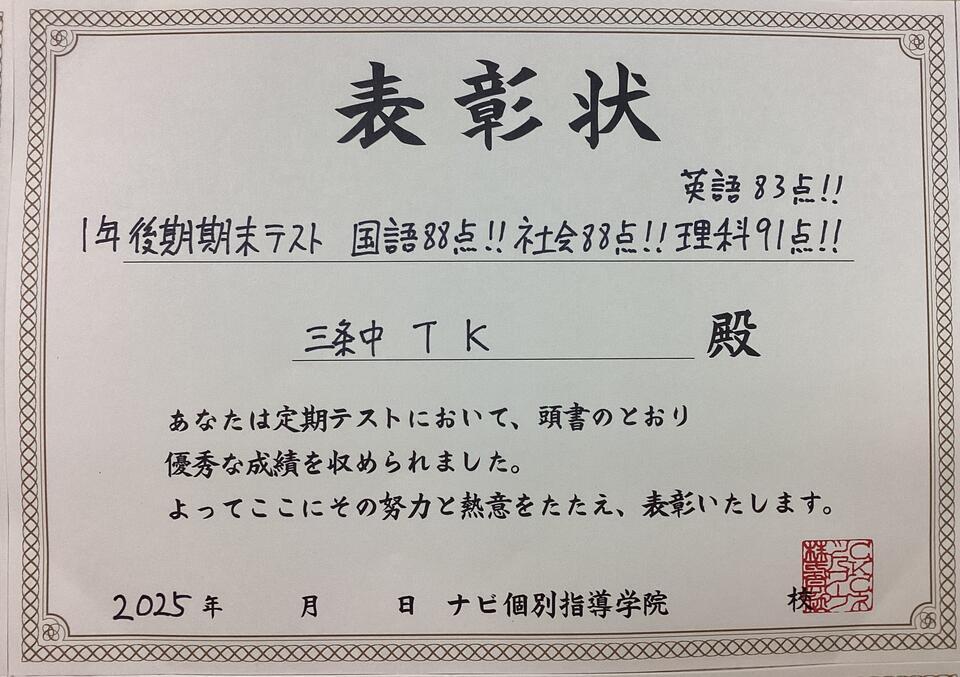 表彰状
英語83点!!
1年後期期末テスト 国語88点!! 社会88点!! 理科91点!!
三条中 T K 殿
あなたは定期テストにおいて、頭書のとおり
優秀な成績を収められました。
よってここにその努力と熱意をたたえ、表彰いたします。
2025年 月 日 ナビ個別指導学院 校